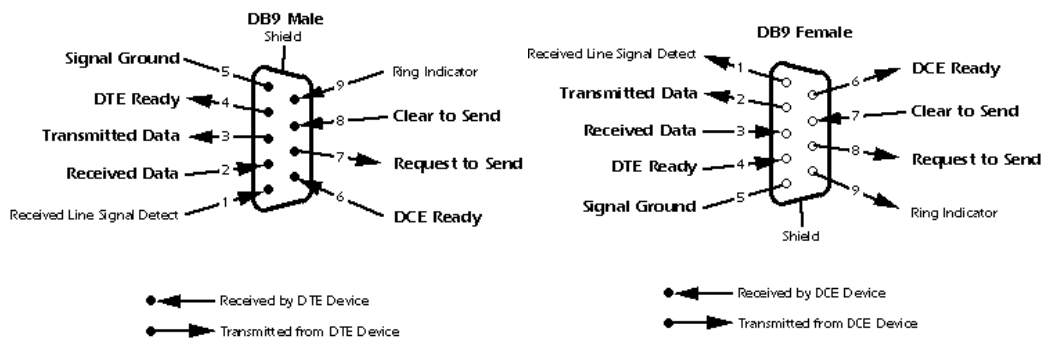 DB9 Male
Shield
Signal Ground
5
9
Ring Indicator
DTE Ready
4
8
Clear to Send
Transmitted Data
3
7
Request to Send
Received Data
2
6
DCE Ready
Received Line Signal Detect
1
Received by DTE Device
Transmitted from DTE Device
DB9 Female
Received Line Signal Detect
1
6
DCE Ready
Transmitted Data
2
7
Clear to Send
Received Data
3
8
Request to Send
DTE Ready
4
9
Ring Indicator
Signal Ground
5
Shield
Received by DCE Device
Transmitted from DCE Device